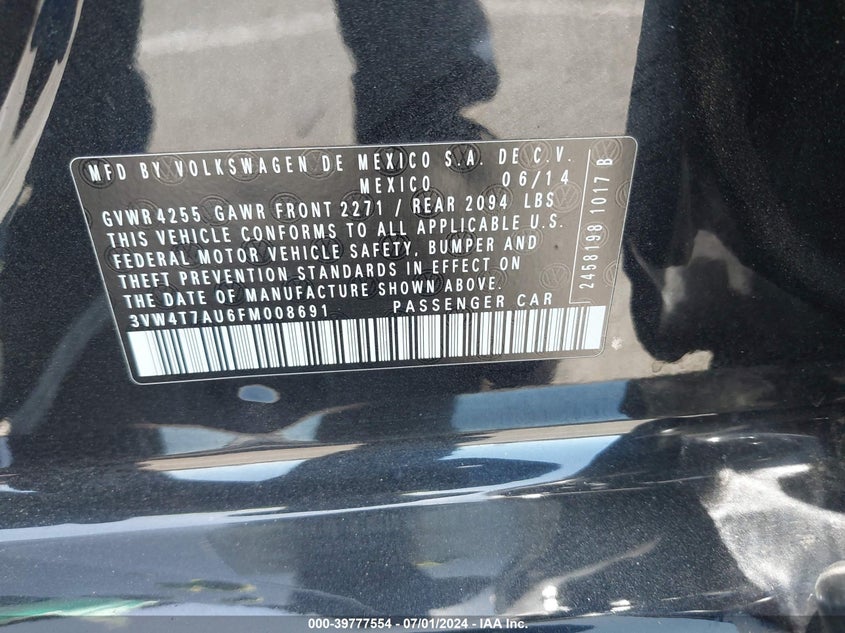 MFD BY VOLKSWAGEN DE MEXICO S.A. DE C.V.
MEXICO 06/14
GVWR 4255 GAWR FRONT 2271 / REAR 2094 LBS
THIS VEHICLE CONFORMS TO ALL APPLICABLE U.S.
FEDERAL MOTOR VEHICLE SAFETY, BUMPER AND
THEFT PREVENTION STANDARDS IN EFFECT ON
THE DATE OF MANUFACTURE SHOWN ABOVE.
3VW4T7AU6FM008691 PASSENGER CAR
2458198 1017 B
000-39777554 / 07/01/2024 - IAA Inc.